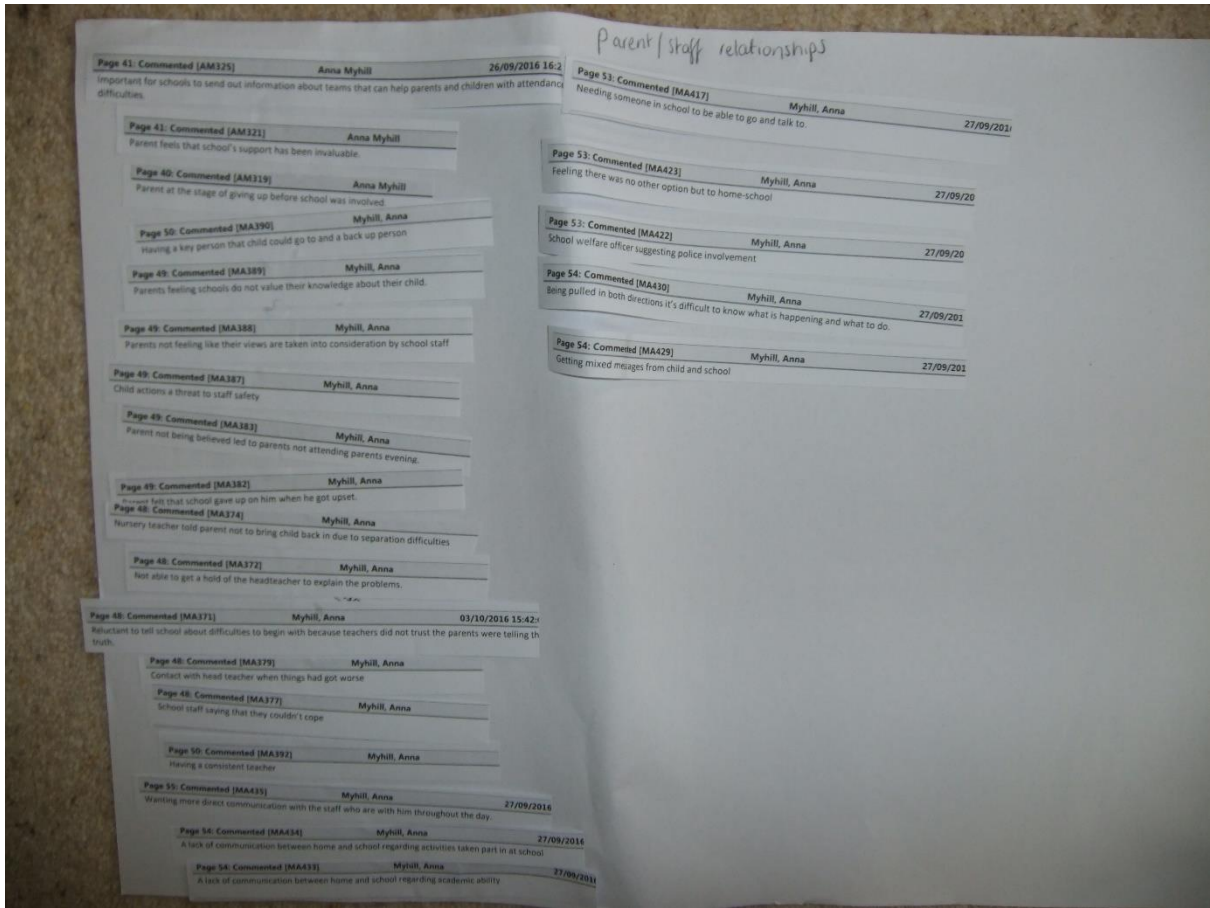 Parent/staff relationships
Page 41: Commented [AM325] Anna Myhill 26/09/2016 16:2
Important for schools to send out information about teams that can help parents and children with attendanc
difficulties.
Page 41: Commented [AM321] Anna Myhill
Parent feels that school's support has been invaluable.
Page 40: Commented [AM319] Anna Myhill
Parent at the stage of giving up before school was involved
Page 50: Commented [MA390] Myhill, Anna
Having a key person that child could go to and a back up person
Page 49: Commented [MA389] Myhill, Anna
Parents feeling schools do not value their knowledge about their child.
Page 49: Commented [MA388] Myhill, Anna
Parents not feeling like their views are taken into consideration by school staff
Page 49: Commented [MA387] Myhill, Anna
Child actions a threat to staff safety
Page 49: Commented [MA383] Myhill, Anna
Parent not being believed led to parents not attending parents evening.
Page 49: Commented [MA382] Myhill, Anna
felt that school gave up on him when he got upset.
Page 48: Commented [MA374] Myhill, Anna
Nursery teacher told parent not to bring child back in due to separation difficulties
Page 48: Commented [MA372] Myhill, Anna
Not able to get a hold of the headteacher to explain the problems.
Page 48: Commented [MA371] Myhill, Anna 03/10/2016 15:42:
Reluctant to tell school about difficulties to begin with because teachers did not trust the parents were telling th
truth.
Page 48: Commented [MA379] Myhill, Anna
Contact with head teacher when things had got worse
Page 48: Commented [MA377] Myhill, Anna
School staff saying that they couldn't cope
Page 50: Commented [MA392] Myhill, Anna
Having a consistent teacher
Page 55: Commented [MA435] Myhill, Anna 27/09/2016
Wanting more direct communication with the staff who are with him throughout the day.
Page 54: Commented [MA434] Myhill, Anna 27/09/2016
A lack of communication between home and school regarding activities taken part in at school
Page 54: Commented [MA433] Myhill, Anna 27/09/2016
A lack of communication between home and school regarding academic ability
Page 53: Commented [MA417] Myhill, Anna 27/09/201
Needing someone in school to be able to go and talk to.
Page 53: Commented [MA423] Myhill, Anna 27/09/20
Feeling there was no other option but to home-school
Page 53: Commented [MA422] Myhill, Anna 27/09/20
School welfare officer suggesting police involvement
Page 54: Commented [MA430] Myhill, Anna 27/09/201
Being pulled in both directions it's difficult to know what is happening and what to do.
Page 54: Commented [MA429] Myhill, Anna 27/09/201
Getting mixed mesages from child and school